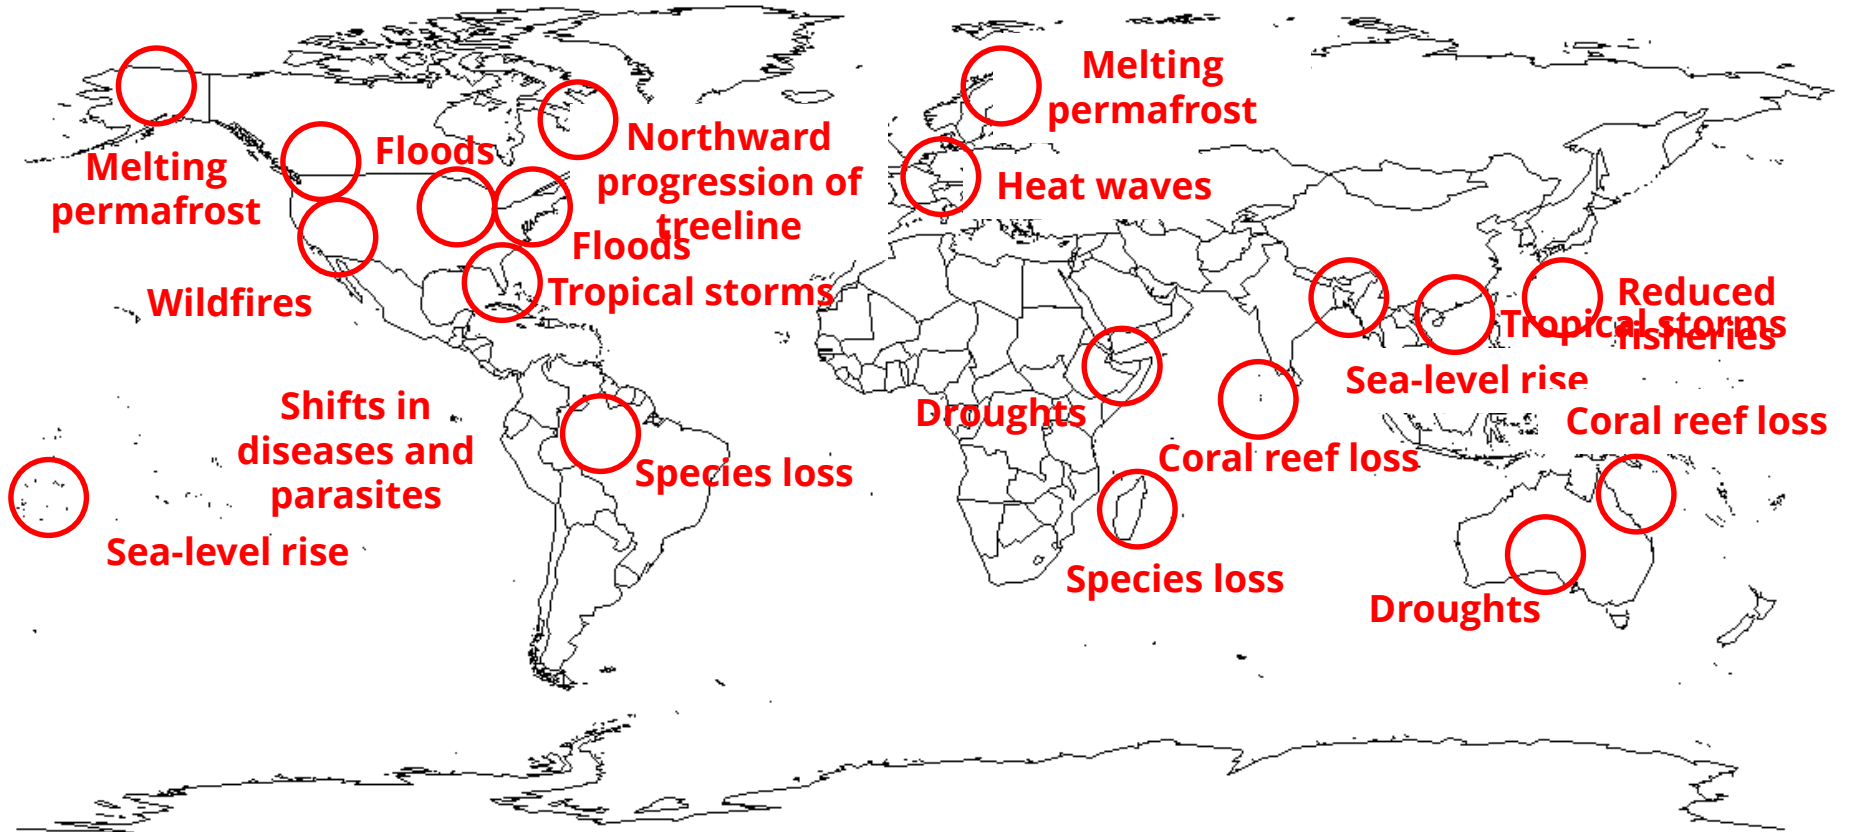 Melting
permafrost
Floods
Northward
progression of
treeline
Melting
permafrost
Heat waves
Floods
Wildfires
Tropical storms
Reduced
fisheries
Tropical storms
Sea-level rise
Shifts in
diseases and
parasites
Droughts
Coral reef loss
Species loss
Coral reef loss
Sea-level rise
Species loss
Droughts